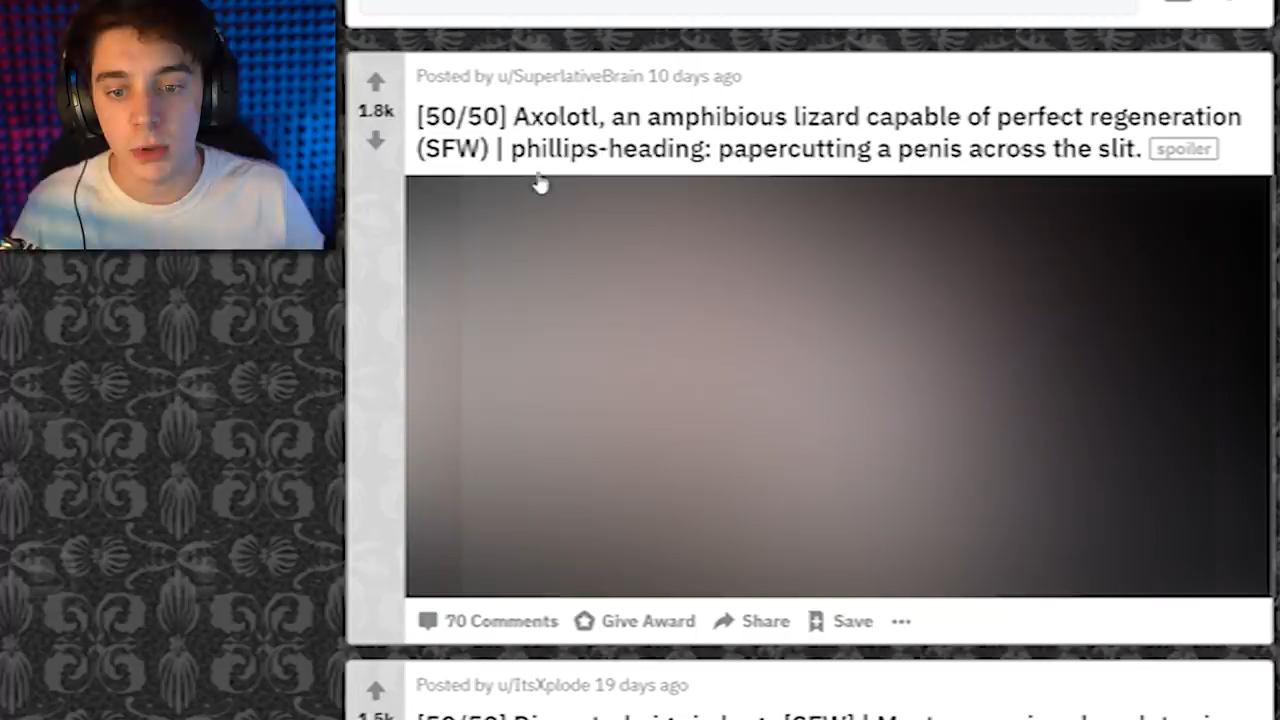 Posted by u/SuperlativeBrain 10 days ago
1.8k
[50/50] Axolotl, an amphibious lizard capable of perfect regeneration
(SFW) | phillips-heading: papercutting a penis across the slit. spoiler
70 Comments Give Award Share Save
Posted by u/ItsXplode 19 days ago